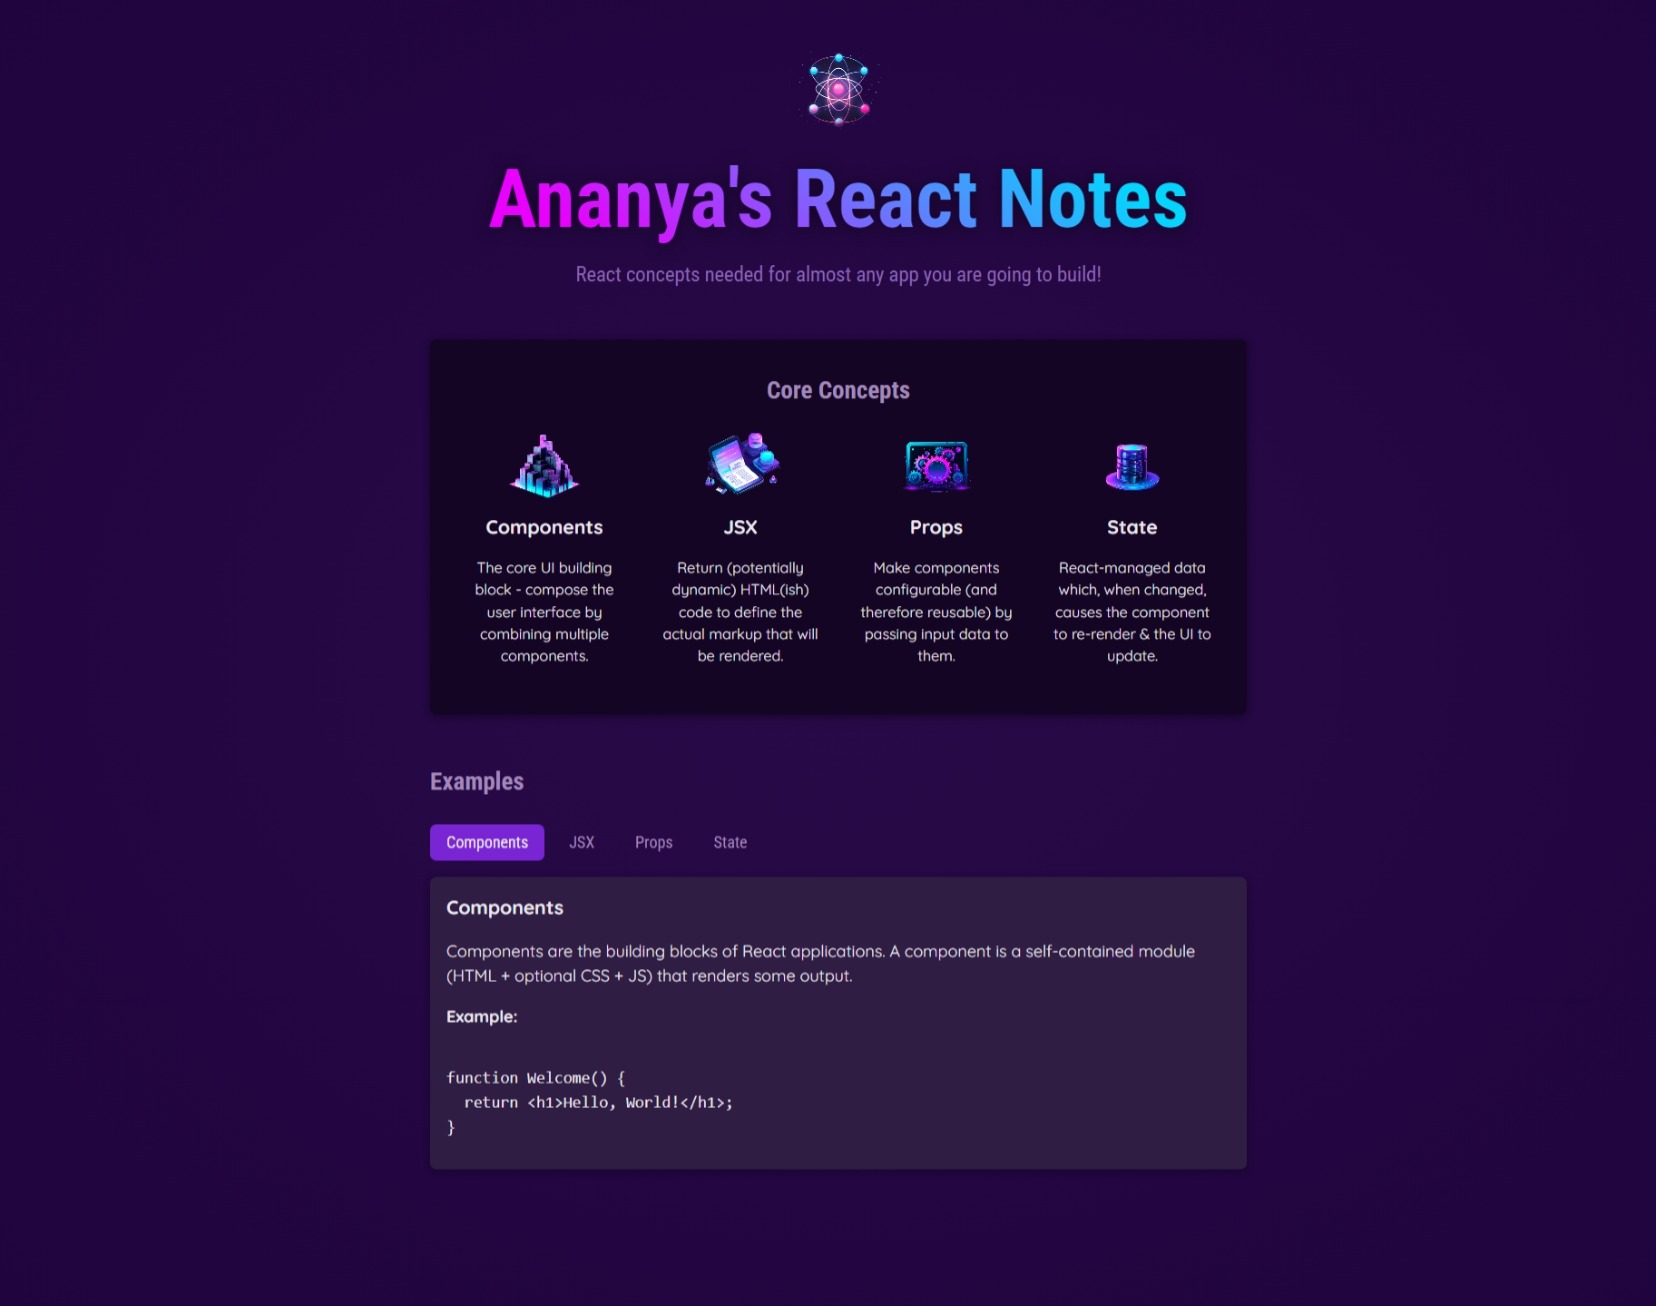 Ananya's React Notes
React concepts needed for almost any app you are going to build!
Core Concepts
Components
The core UI building
block - compose the
user interface by
combining multiple
components.
JSX
Return (potentially
dynamic) HTML(ish)
code to define the
actual markup that will
be rendered.
Props
Make components
configurable (and
therefore reusable) by
passing input data to
them.
State
React-managed data
which, when changed,
causes the component
to re-render & the UI to
update.
Examples
Components JSX Props State
Components
Components are the building blocks of React applications. A component is a self-contained module
(HTML + optional CSS + JS) that renders some output.
Example:
function Welcome() {
  return <h1>Hello, World!</h1>;
}